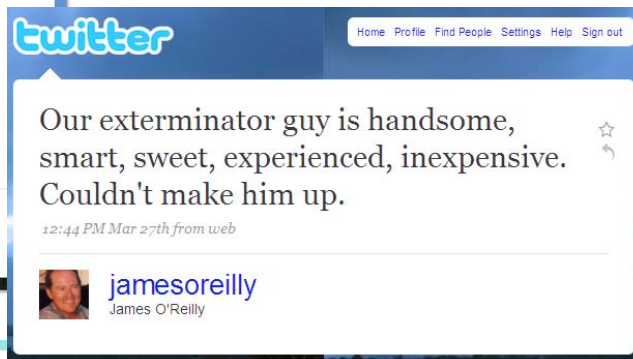 twitter
Home Profile Find People Settings Help Sign out
Our exterminator guy is handsome,
smart, sweet, experienced, inexpensive.
Couldn't make him up.
12:44 PM Mar 27th from web
jamesoreilly
James O'Reilly